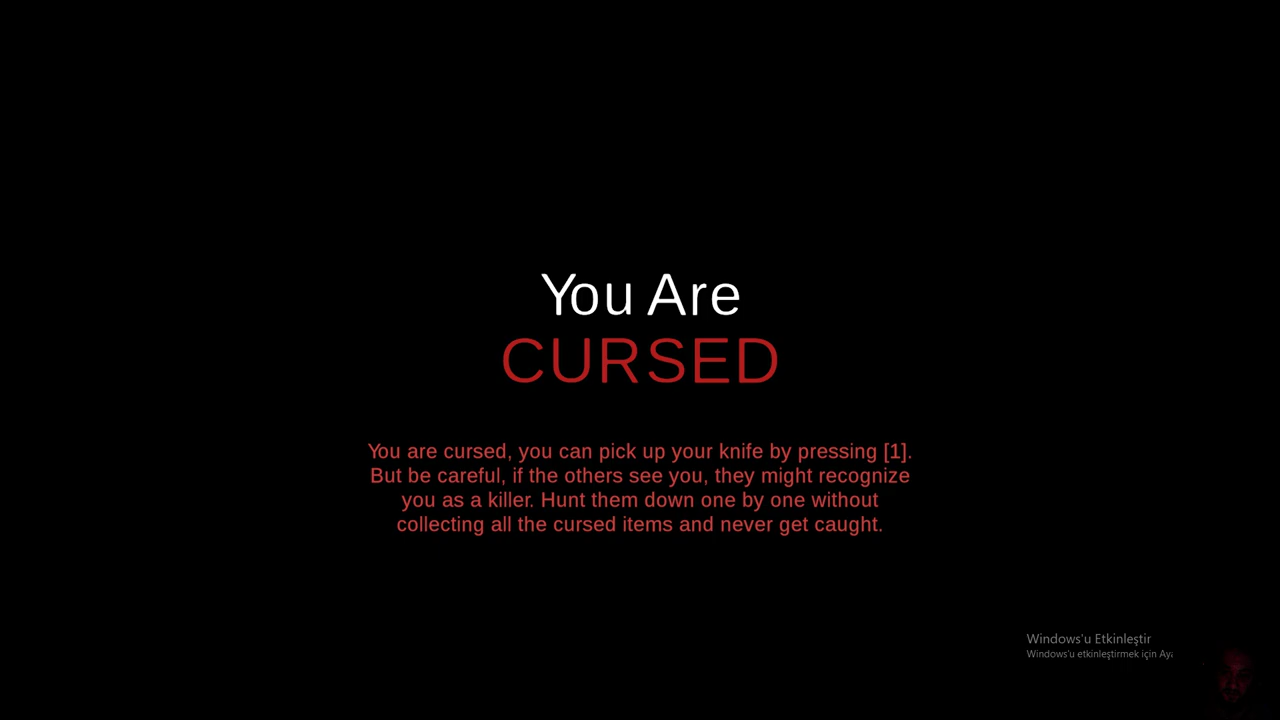 You Are
CURSED
You are cursed, you can pick up your knife by pressing [1].
But be careful, if the others see you, they might recognize
you as a killer. Hunt them down one by one without
collecting all the cursed items and never get caught.
Windows'u Etkinleştir
Windows'u etkinleştirmek için